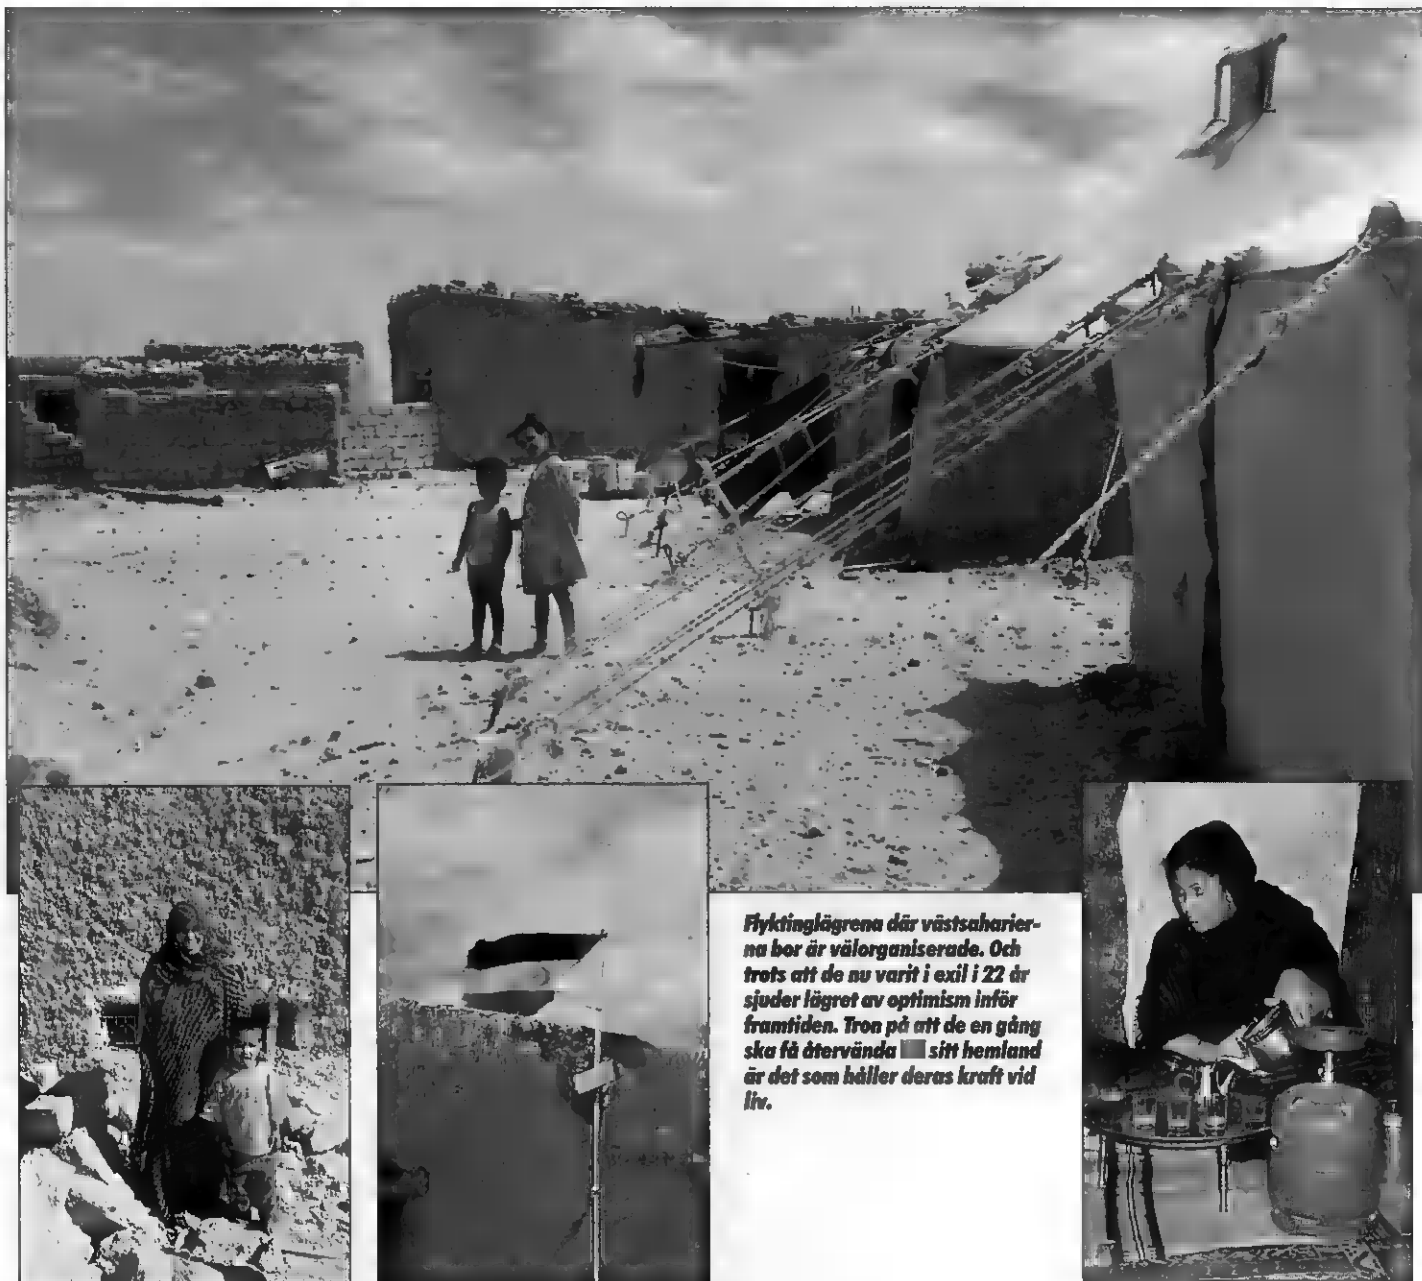 Flyktinglägrena där västsaharier-
na bor är välorganiserade. Och
trots att de nu varit i exil i 22 år
sjuder lägret av optimism inför
framtiden. Tron på att de en gång
ska få återvända sitt hemland
är det som håller deras kraft vid
liv.